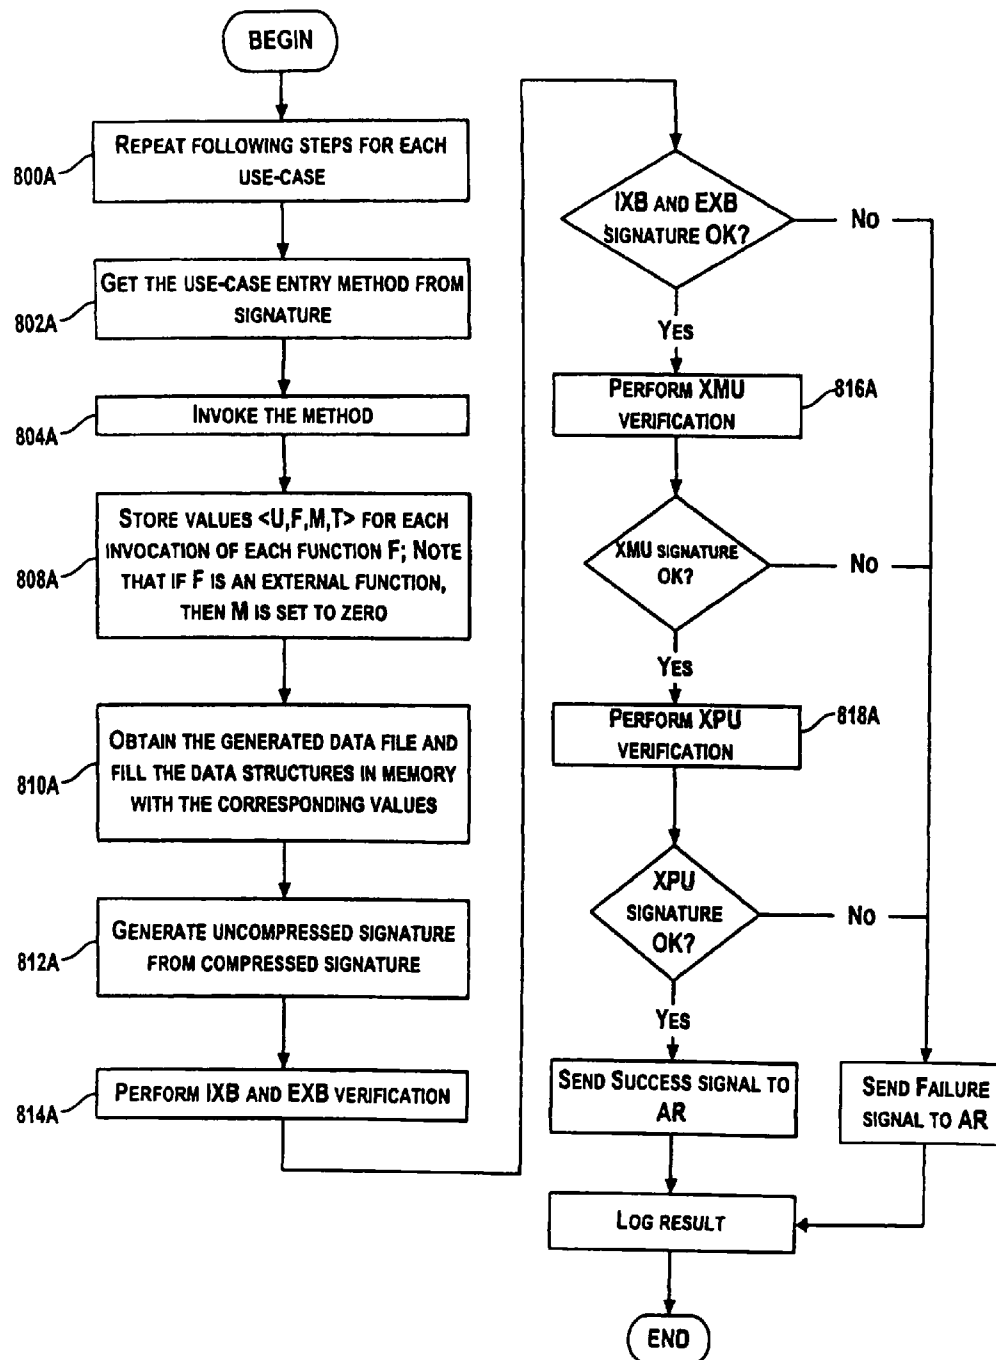 BEGIN
800A
REPEAT FOLLOWING STEPS FOR EACH
USE-CASE
802A
GET THE USE-CASE ENTRY METHOD FROM
SIGNATURE
804A
INVOKE THE METHOD
808A
STORE VALUES <U,F,M,T> FOR EACH
INVOCATION OF EACH FUNCTION F; NOTE
THAT IF F IS AN EXTERNAL FUNCTION,
THEN M IS SET TO ZERO
810A
OBTAIN THE GENERATED DATA FILE AND
FILL THE DATA STRUCTURES IN MEMORY
WITH THE CORRESPONDING VALUES
812A
GENERATE UNCOMPRESSED SIGNATURE
FROM COMPRESSED SIGNATURE
814A
PERFORM IXB AND EXB VERIFICATION
IXB AND EXB
SIGNATURE OK?
NO
YES
PERFORM XMU
VERIFICATION
816A
XMU SIGNATURE
OK?
NO
YES
PERFORM XPU
VERIFICATION
818A
XPU
SIGNATURE
OK?
NO
YES
SEND SUCCESS SIGNAL TO
AR
SEND FAILURE
SIGNAL TO AR
LOG RESULT
END